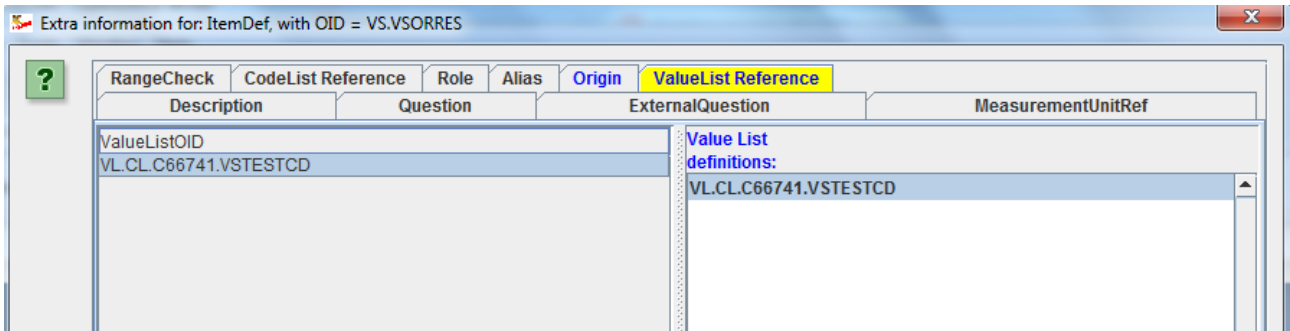 Extra information for: ItemDef, with OID = VS.VSORRES
x
?
RangeCheck CodeList Reference Role Alias Origin ValueList Reference
Description Question ExternalQuestion MeasurementUnitRef
ValueListOID
VL.CL.C66741.VSTESTCD
Value List
definitions:
VL.CL.C66741.VSTESTCD